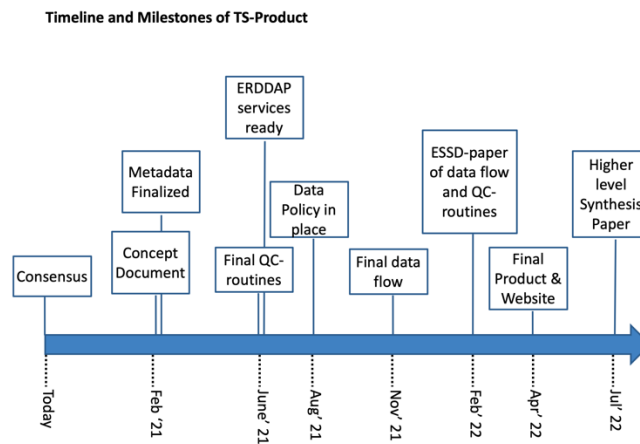 Timeline and Milestones of TS-Product
ERDDAP
services
ready
Metadata
Finalized
Data
Policy in
place
ESSD-paper
of data flow
and QC-
routines
Higher
level
Synthesis
Paper
Consensus
Concept
Document
Final QC-
routines
Final data
flow
Final
Product &
Website
Today
Feb '21
June' 21
Aug' 21
Nov' 21
Feb' 22
Apr' 22
Jul' 22